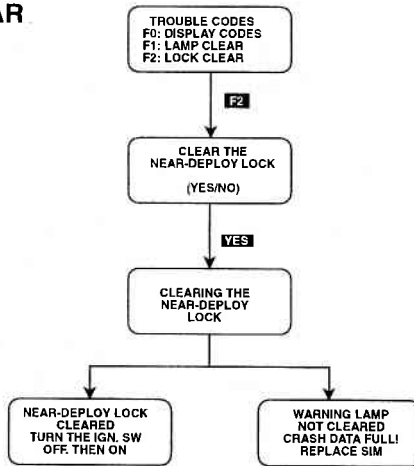 AR
TROUBLE CODES
F0: DISPLAY CODES
F1: LAMP CLEAR
F2: LOCK CLEAR
F2
CLEAR THE
NEAR-DEPLOY LOCK
(YES/NO)
YES
CLEARING THE
NEAR-DEPLOY
LOCK
NEAR-DEPLOY LOCK
CLEARED
TURN THE IGN. SW
OFF. THEN ON
WARNING LAMP
NOT CLEARED
CRASH DATA FULL!
REPLACE SIM